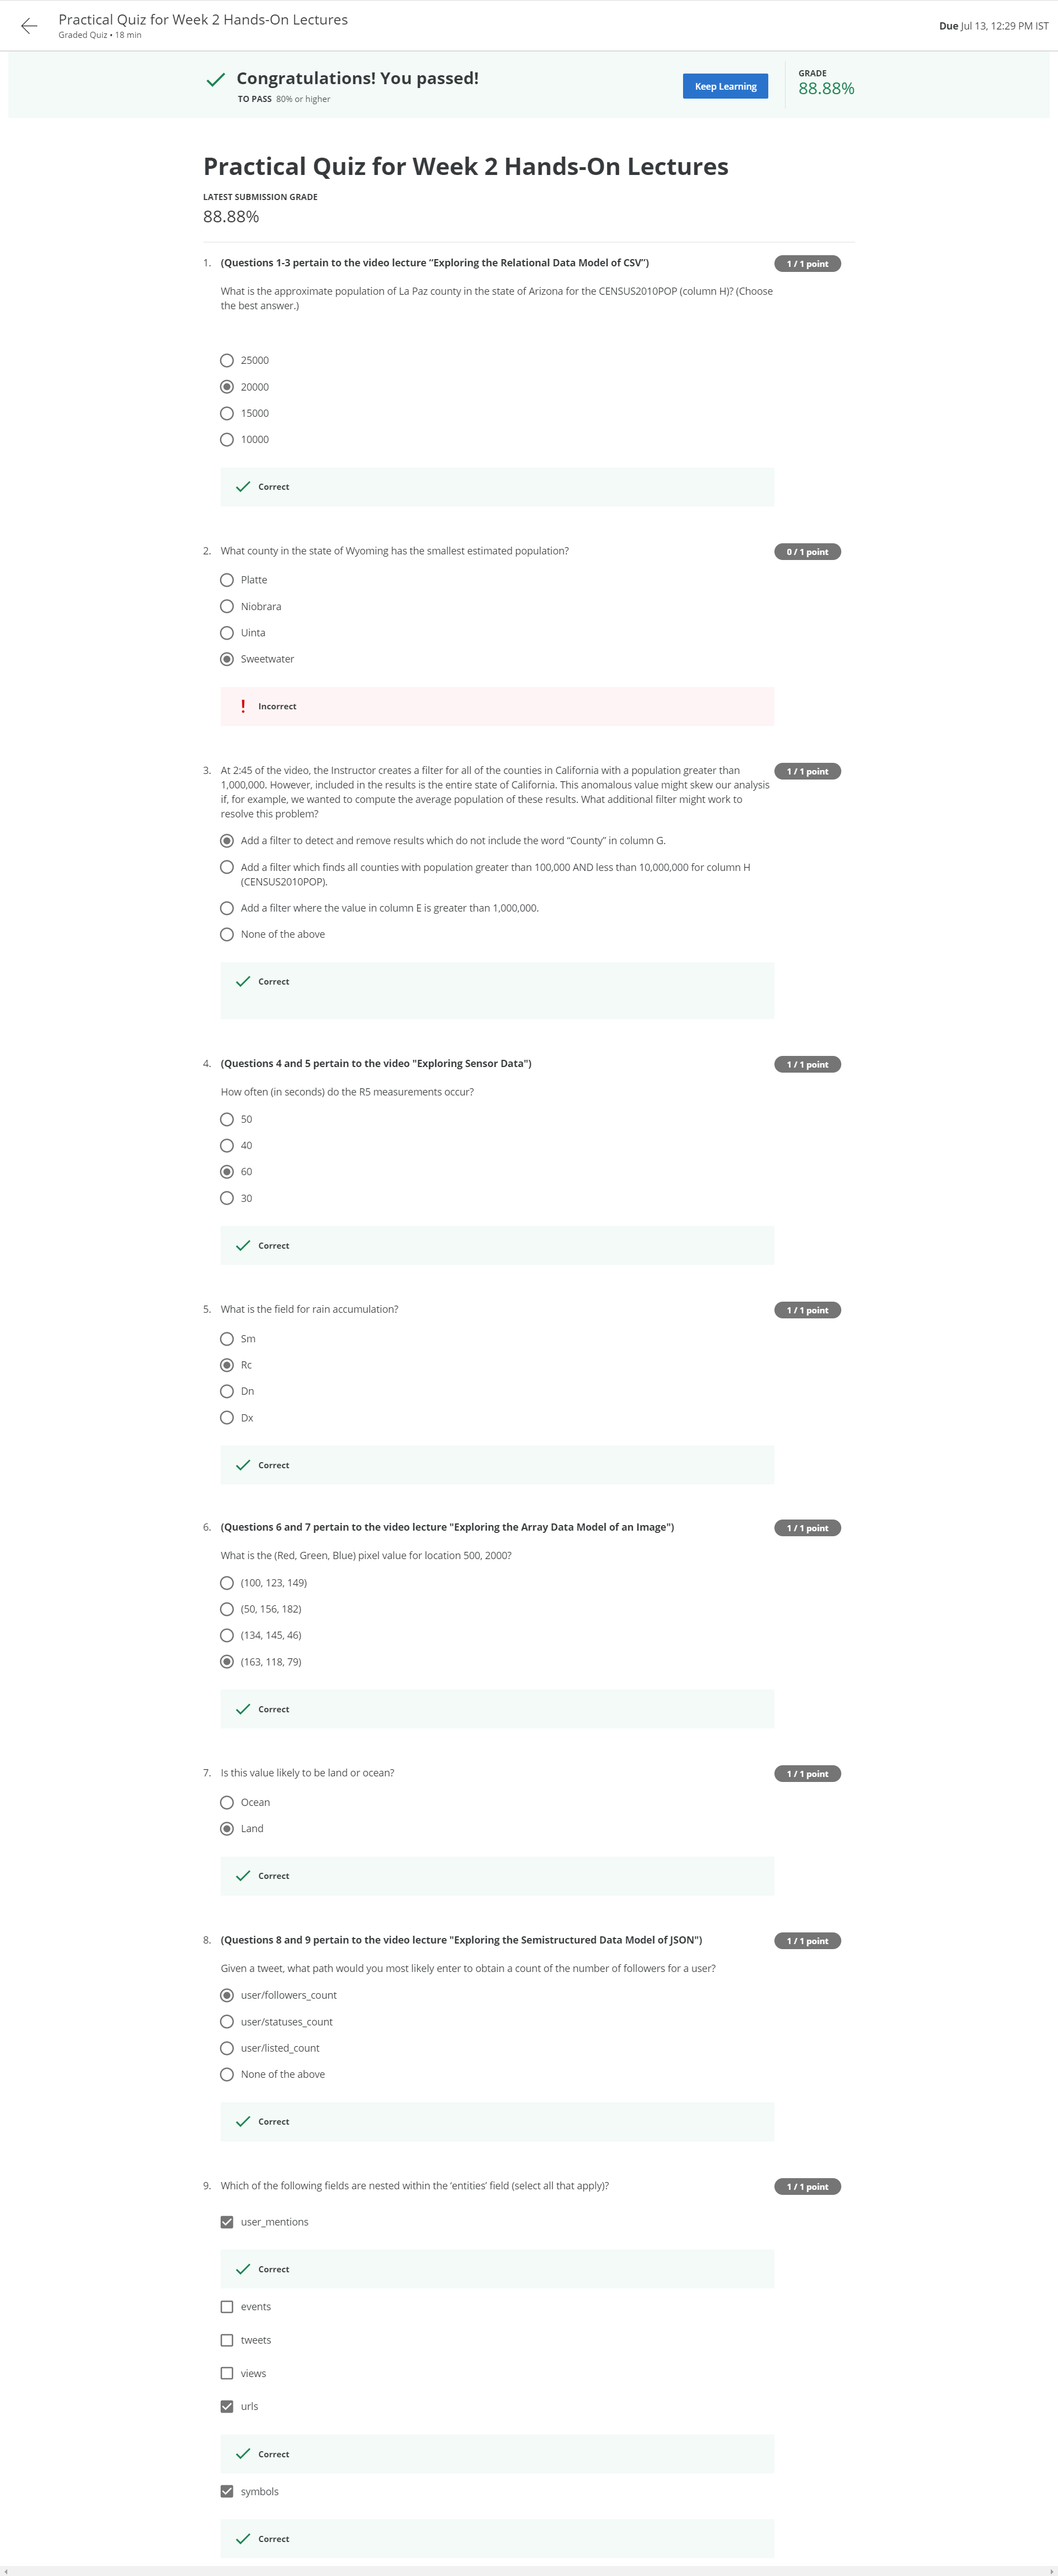 Practical Quiz for Week 2 Hands-On Lectures
Graded Quiz • 18 min
Due Jul 13, 12:29 PM IST
Congratulations! You passed!
TO PASS 80% or higher
Keep Learning
GRADE
88.88%
Practical Quiz for Week 2 Hands-On Lectures
LATEST SUBMISSION GRADE
88.88%
1. (Questions 1-3 pertain to the video lecture “Exploring the Relational Data Model of CSV”)
1 / 1 point
What is the approximate population of La Paz county in the state of Arizona for the CENSUS2010POP (column H)? (Choose
the best answer.)
25000
20000
15000
10000
Correct
2. What county in the state of Wyoming has the smallest estimated population?
0 / 1 point
Platte
Niobrara
Uinta
Sweetwater
Incorrect
3. At 2:45 of the video, the Instructor creates a filter for all of the counties in California with a population greater than
1 / 1 point
1,000,000. However, included in the results is the entire state of California. This anomalous value might skew our analysis
if, for example, we wanted to compute the average population of these results. What additional filter might work to
resolve this problem?
Add a filter to detect and remove results which do not include the word “County” in column G.
Add a filter which finds all counties with population greater than 100,000 AND less than 10,000,000 for column H
(CENSUS2010POP).
Add a filter where the value in column E is greater than 1,000,000.
None of the above
Correct
4. (Questions 4 and 5 pertain to the video "Exploring Sensor Data")
1 / 1 point
How often (in seconds) do the R5 measurements occur?
50
40
60
30
Correct
5. What is the field for rain accumulation?
1 / 1 point
Sm
Rc
Dn
Dx
Correct
6. (Questions 6 and 7 pertain to the video lecture "Exploring the Array Data Model of an Image")
1 / 1 point
What is the (Red, Green, Blue) pixel value for location 500, 2000?
(100, 123, 149)
(50, 156, 182)
(134, 145, 46)
(163, 118, 79)
Correct
7. Is this value likely to be land or ocean?
1 / 1 point
Ocean
Land
Correct
8. (Questions 8 and 9 pertain to the video lecture "Exploring the Semistructured Data Model of JSON")
1 / 1 point
Given a tweet, what path would you most likely enter to obtain a count of the number of followers for a user?
user/followers_count
user/statuses_count
user/listed_count
None of the above
Correct
9. Which of the following fields are nested within the ‘entities’ field (select all that apply)?
1 / 1 point
user_mentions
Correct
events
tweets
views
urls
Correct
symbols
Correct